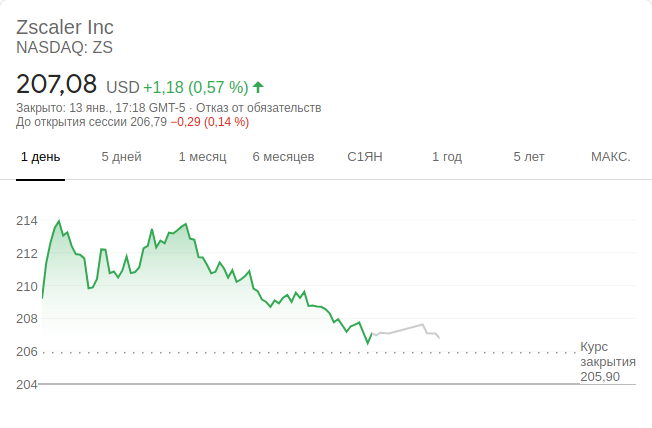 Zscaler Inc
NASDAQ: ZS
207,08 USD +1,18 (0,57 %)
Закрыто: 13 янв., 17:18 GMT-5 · Отказ от обязательств
До открытия сессии 206,79 −0,29 (0,14 %)
1 день 5 дней 1 месяц 6 месяцев С1ЯН 1 год 5 лет МАКС.
214
212
210
208
206
204
Курс
закрытия
205,90